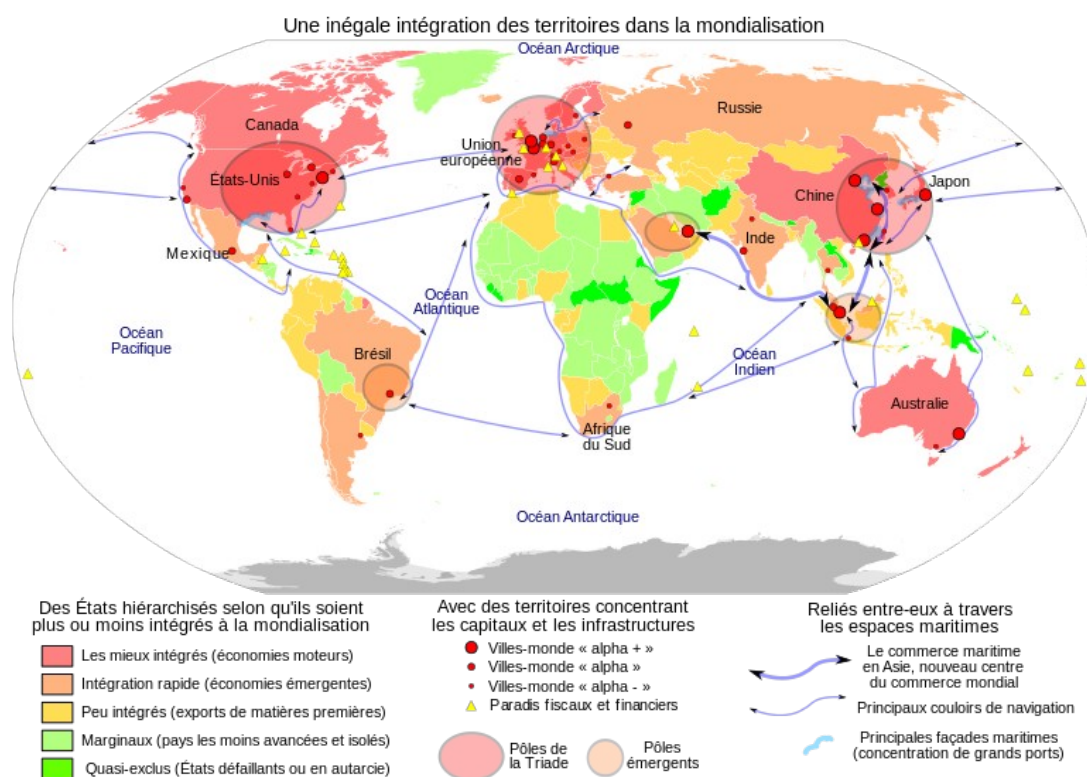 Une inégale intégration des territoires dans la mondialisation
Océan Arctique
Russie
Canada
Union
européenne
États-Unis
Chine
Japon
Mexique
Inde
Océan
Atlantique
Océan
Pacifique
Brésil
Océan
Indien
Australie
Afrique
du Sud
Océan Antarctique
Des États hiérarchisés selon qu'ils soient
plus ou moins intégrés à la mondialisation
Les mieux intégrés (économies moteurs)
Intégration rapide (économies émergentes)
Peu intégrés (exports de matières premières)
Marginaux (pays les moins avancées et isolés)
Quasi-exclus (États défaillants ou en autarcie)
Avec des territoires concentrant
les capitaux et les infrastructures
Villes-monde « alpha + »
Villes-monde « alpha »
Villes-monde « alpha - »
Paradis fiscaux et financiers
Pôles de
la Triade
Pôles
émergents
Reliés entre-eux à travers
les espaces maritimes
Le commerce maritime
en Asie, nouveau centre
du commerce mondial
Principaux couloirs de navigation
Principales façades maritimes
(concentration de grands ports)